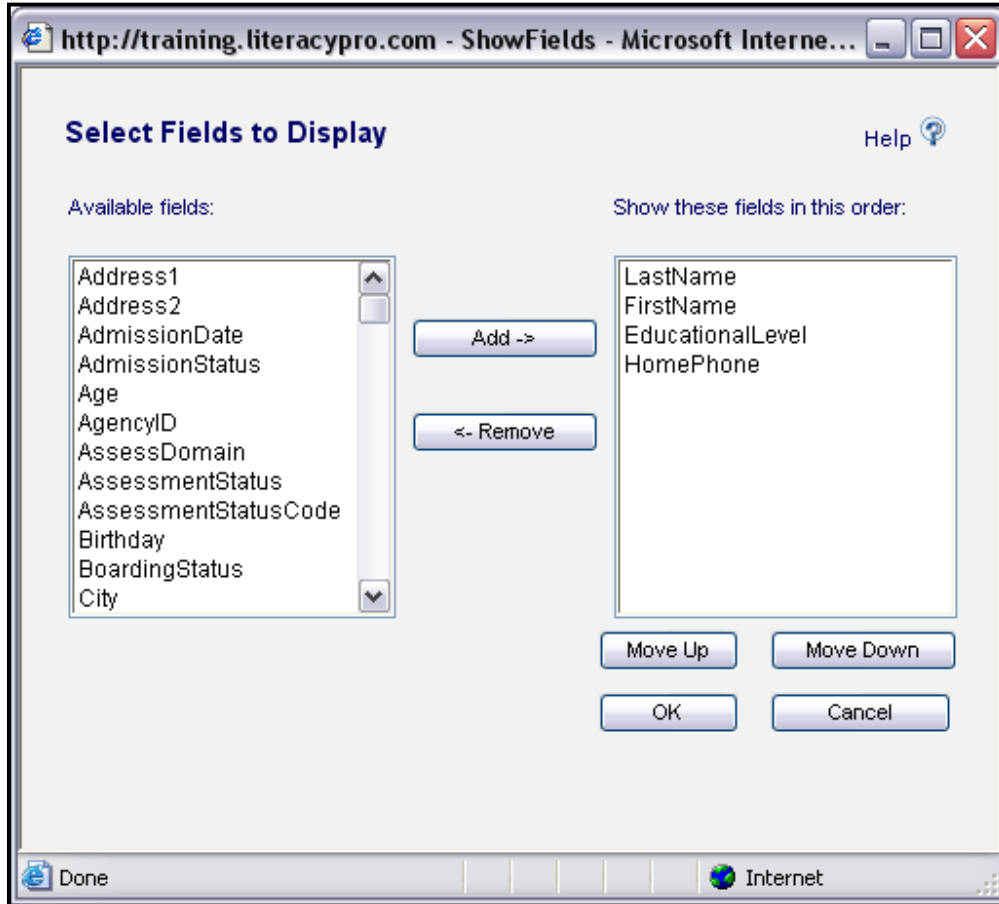 http://training.literacypro.com - ShowFields - Microsoft Interne...
Select Fields to Display
Help
Available fields:
Address1
Address2
AdmissionDate
AdmissionStatus
Age
AgencyID
AssessDomain
AssessmentStatus
AssessmentStatusCode
Birthday
BoardingStatus
City
Add ->
<- Remove
Show these fields in this order:
LastName
FirstName
EducationalLevel
HomePhone
Move Up
Move Down
OK
Cancel
Done
Internet